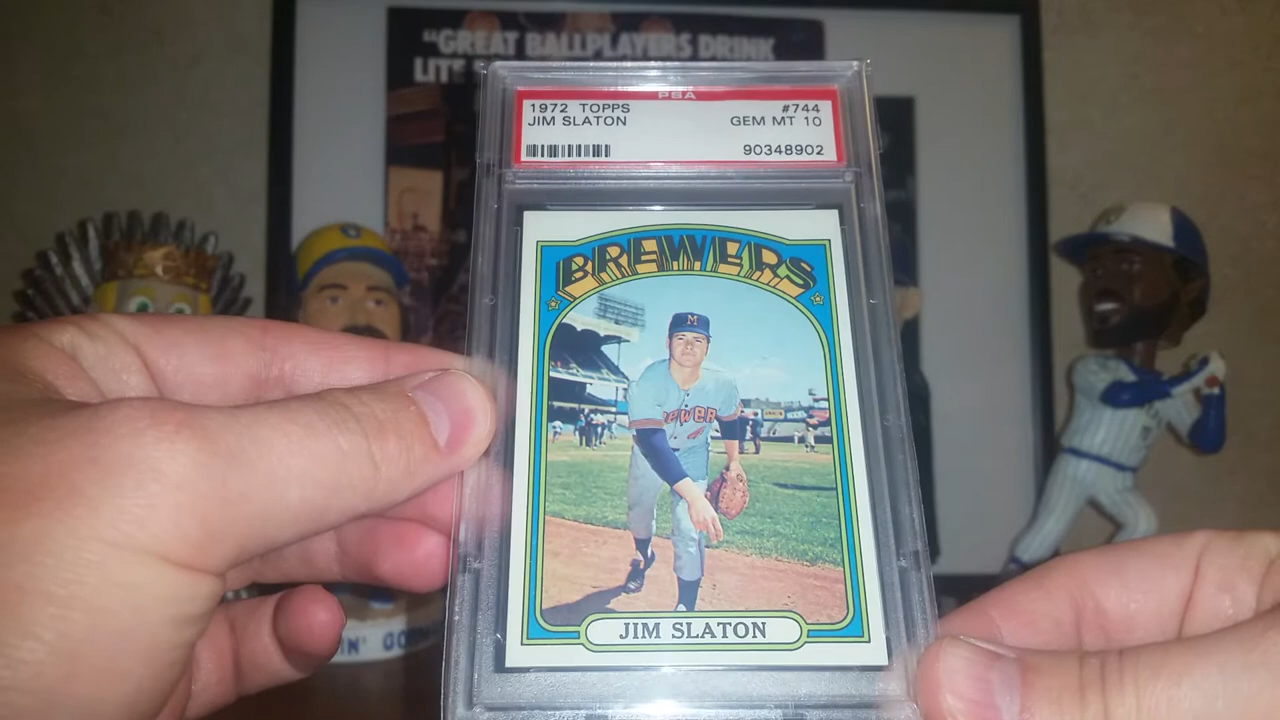 "GREAT BALLPLAYERS DRINK
LITE
PSA
1972 TOPPS
#744
JIM SLATON
GEM MT 10
90348902
BREWERS
M
JIM SLATON